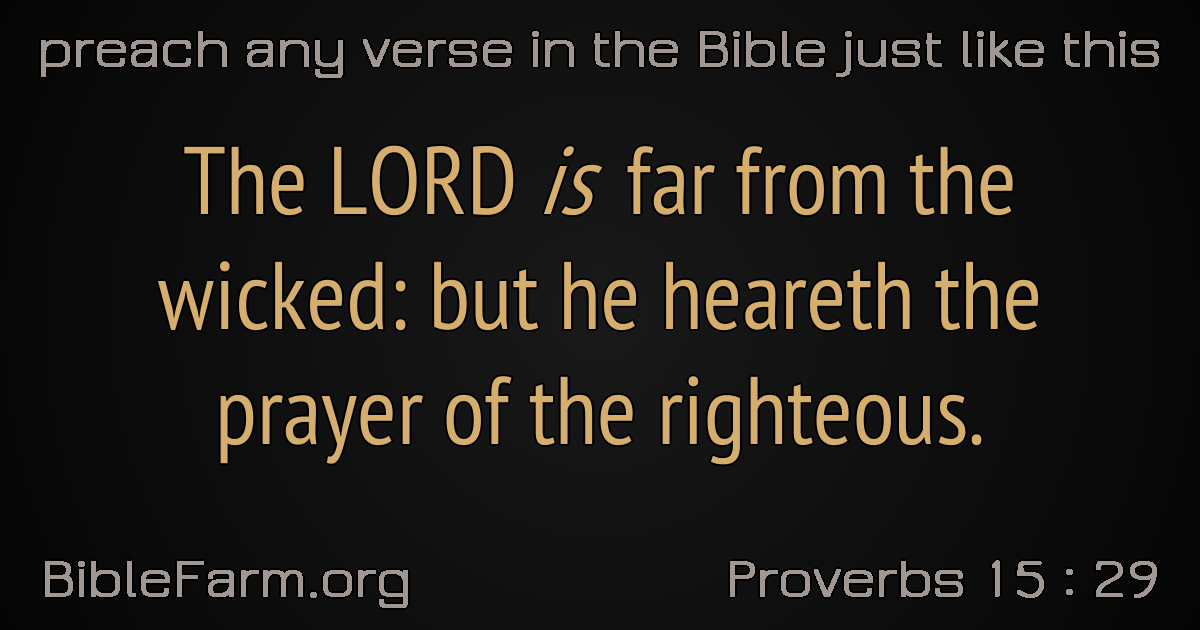 preach any verse in the Bible just like this
The LORD is far from the
wicked: but he heareth the
prayer of the righteous.
BibleFarm.org
Proverbs 15 : 29